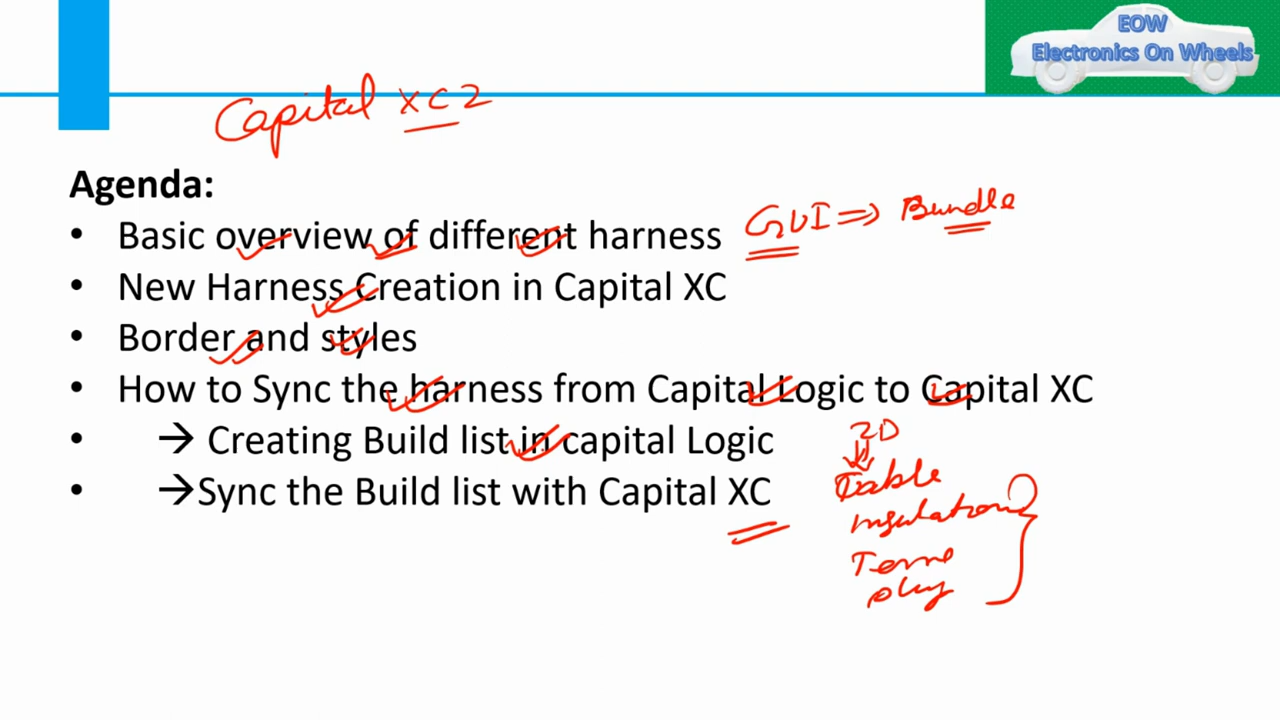 EOW
Electronics On Wheels
Capital XC2
Agenda:
• Basic overview of different harness
GUI ⇒ Bundle
• New Harness Creation in Capital XC
• Border and styles
• How to Sync the harness from Capital Logic to Capital XC
• → Creating Build list in capital Logic
2D
• →Sync the Build list with Capital XC
Table
Insulation